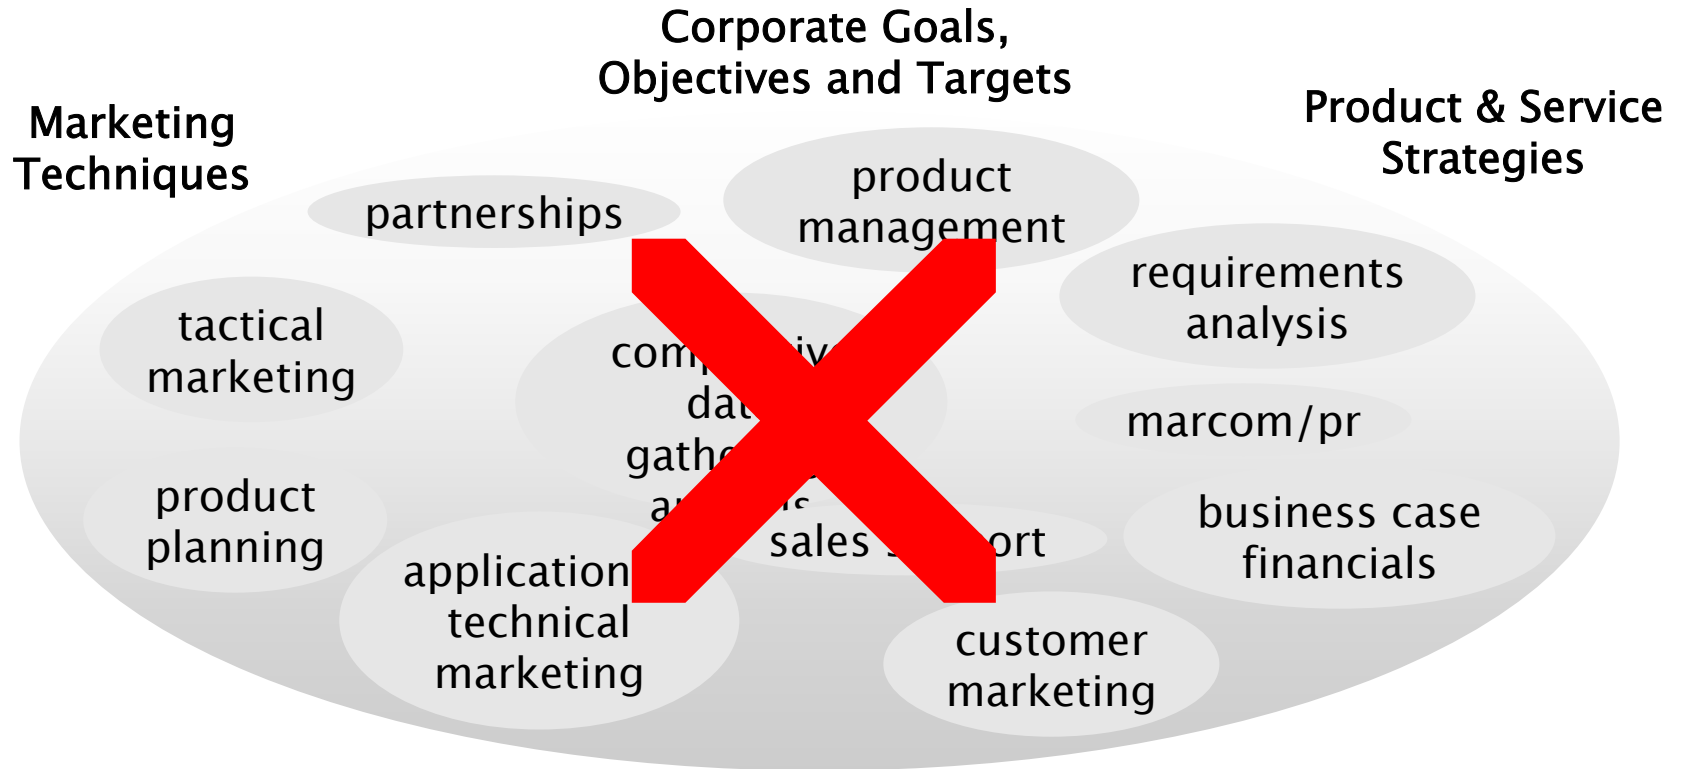 Corporate Goals,
Objectives and Targets
Marketing
Techniques
Product & Service
Strategies
partnerships
product
management
requirements
analysis
tactical
marketing
marcom/pr
product
planning
business case
financials
application
technical
marketing
sales
customer
marketing